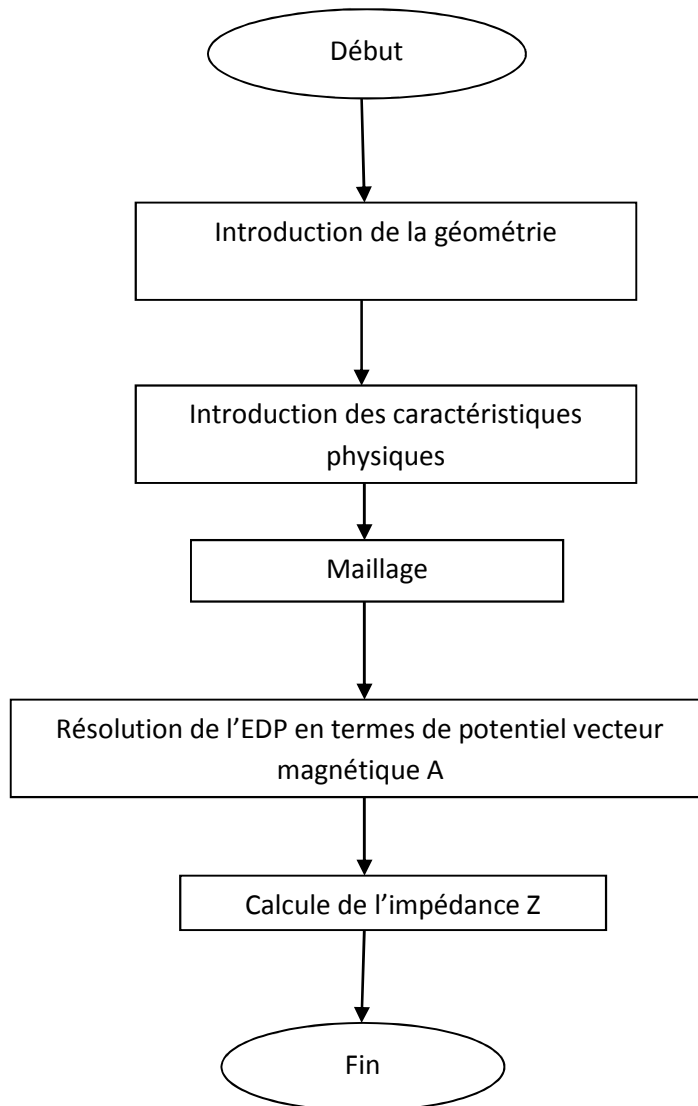 Début
Introduction de la géométrie
Introduction des caractéristiques
physiques
Maillage
Résolution de l’EDP en termes de potentiel vecteur
magnétique A
Calcule de l’impédance Z
Fin